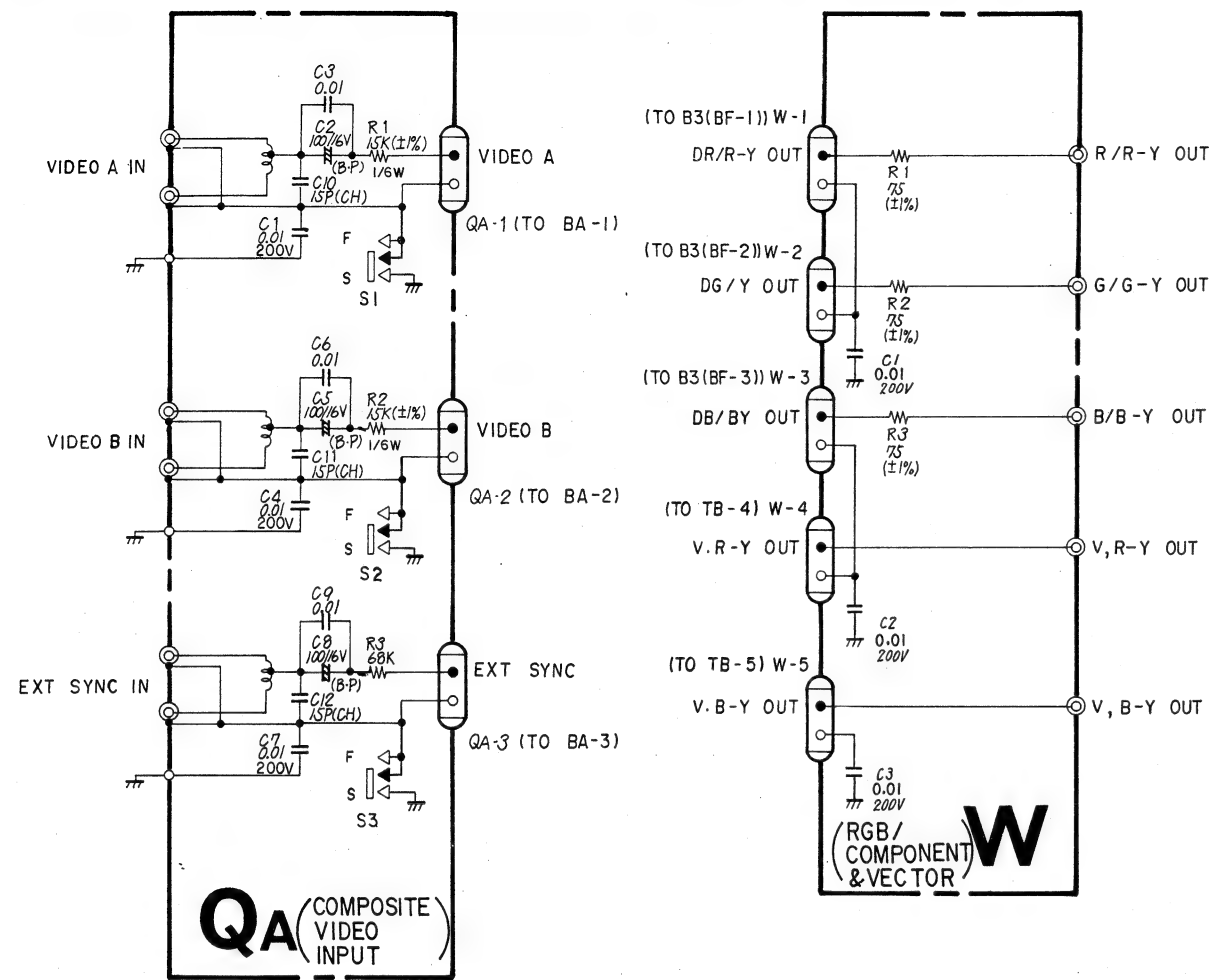 C3
0.01
C2
100/16V
(B·P)
R1
15K(±1%)
1/6W
VIDEO A IN
VIDEO A
C10
15P(CH)
C1
0.01
200V
QA-1 (TO BA-1)
F
S
S1
C6
0.01
C5
100/16V
(B·P)
R2
15K(±1%)
1/6W
VIDEO B IN
VIDEO B
C11
15P(CH)
C4
0.01
200V
QA-2 (TO BA-2)
F
S
S2
C9
0.01
C8
100/16V
(B·P)
R3
68K
EXT SYNC IN
EXT SYNC
C12
15P(CH)
C7
0.01
200V
QA-3 (TO BA-3)
F
S
S3
QA
(COMPOSITE
VIDEO
INPUT)
(TO B3(BF-1)) W-1
DR/R-Y OUT
R1
75
(±1%)
R/R-Y OUT
(TO B3(BF-2)) W-2
DG/Y OUT
R2
75
(±1%)
G/G-Y OUT
C1
0.01
200V
(TO B3(BF-3)) W-3
DB/BY OUT
R3
75
(±1%)
B/B-Y OUT
(TO TB-4) W-4
V.R-Y OUT
V,R-Y OUT
C2
0.01
200V
(TO TB-5) W-5
V.B-Y OUT
V, B-Y OUT
C3
0.01
200V
(RGB/
COMPONENT
& VECTOR)
W